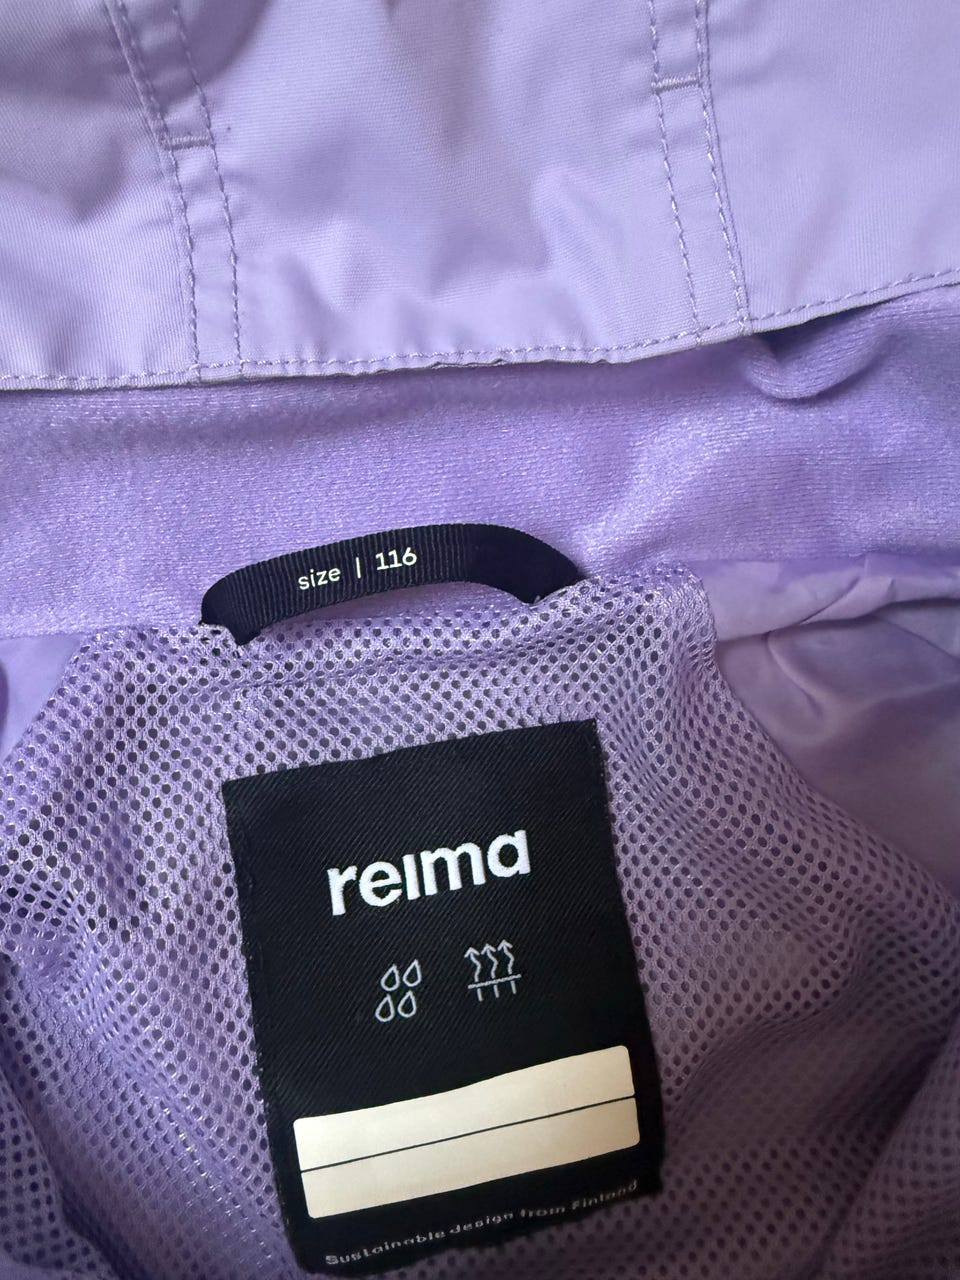 size | 116
reima
Sustainable design from Finland